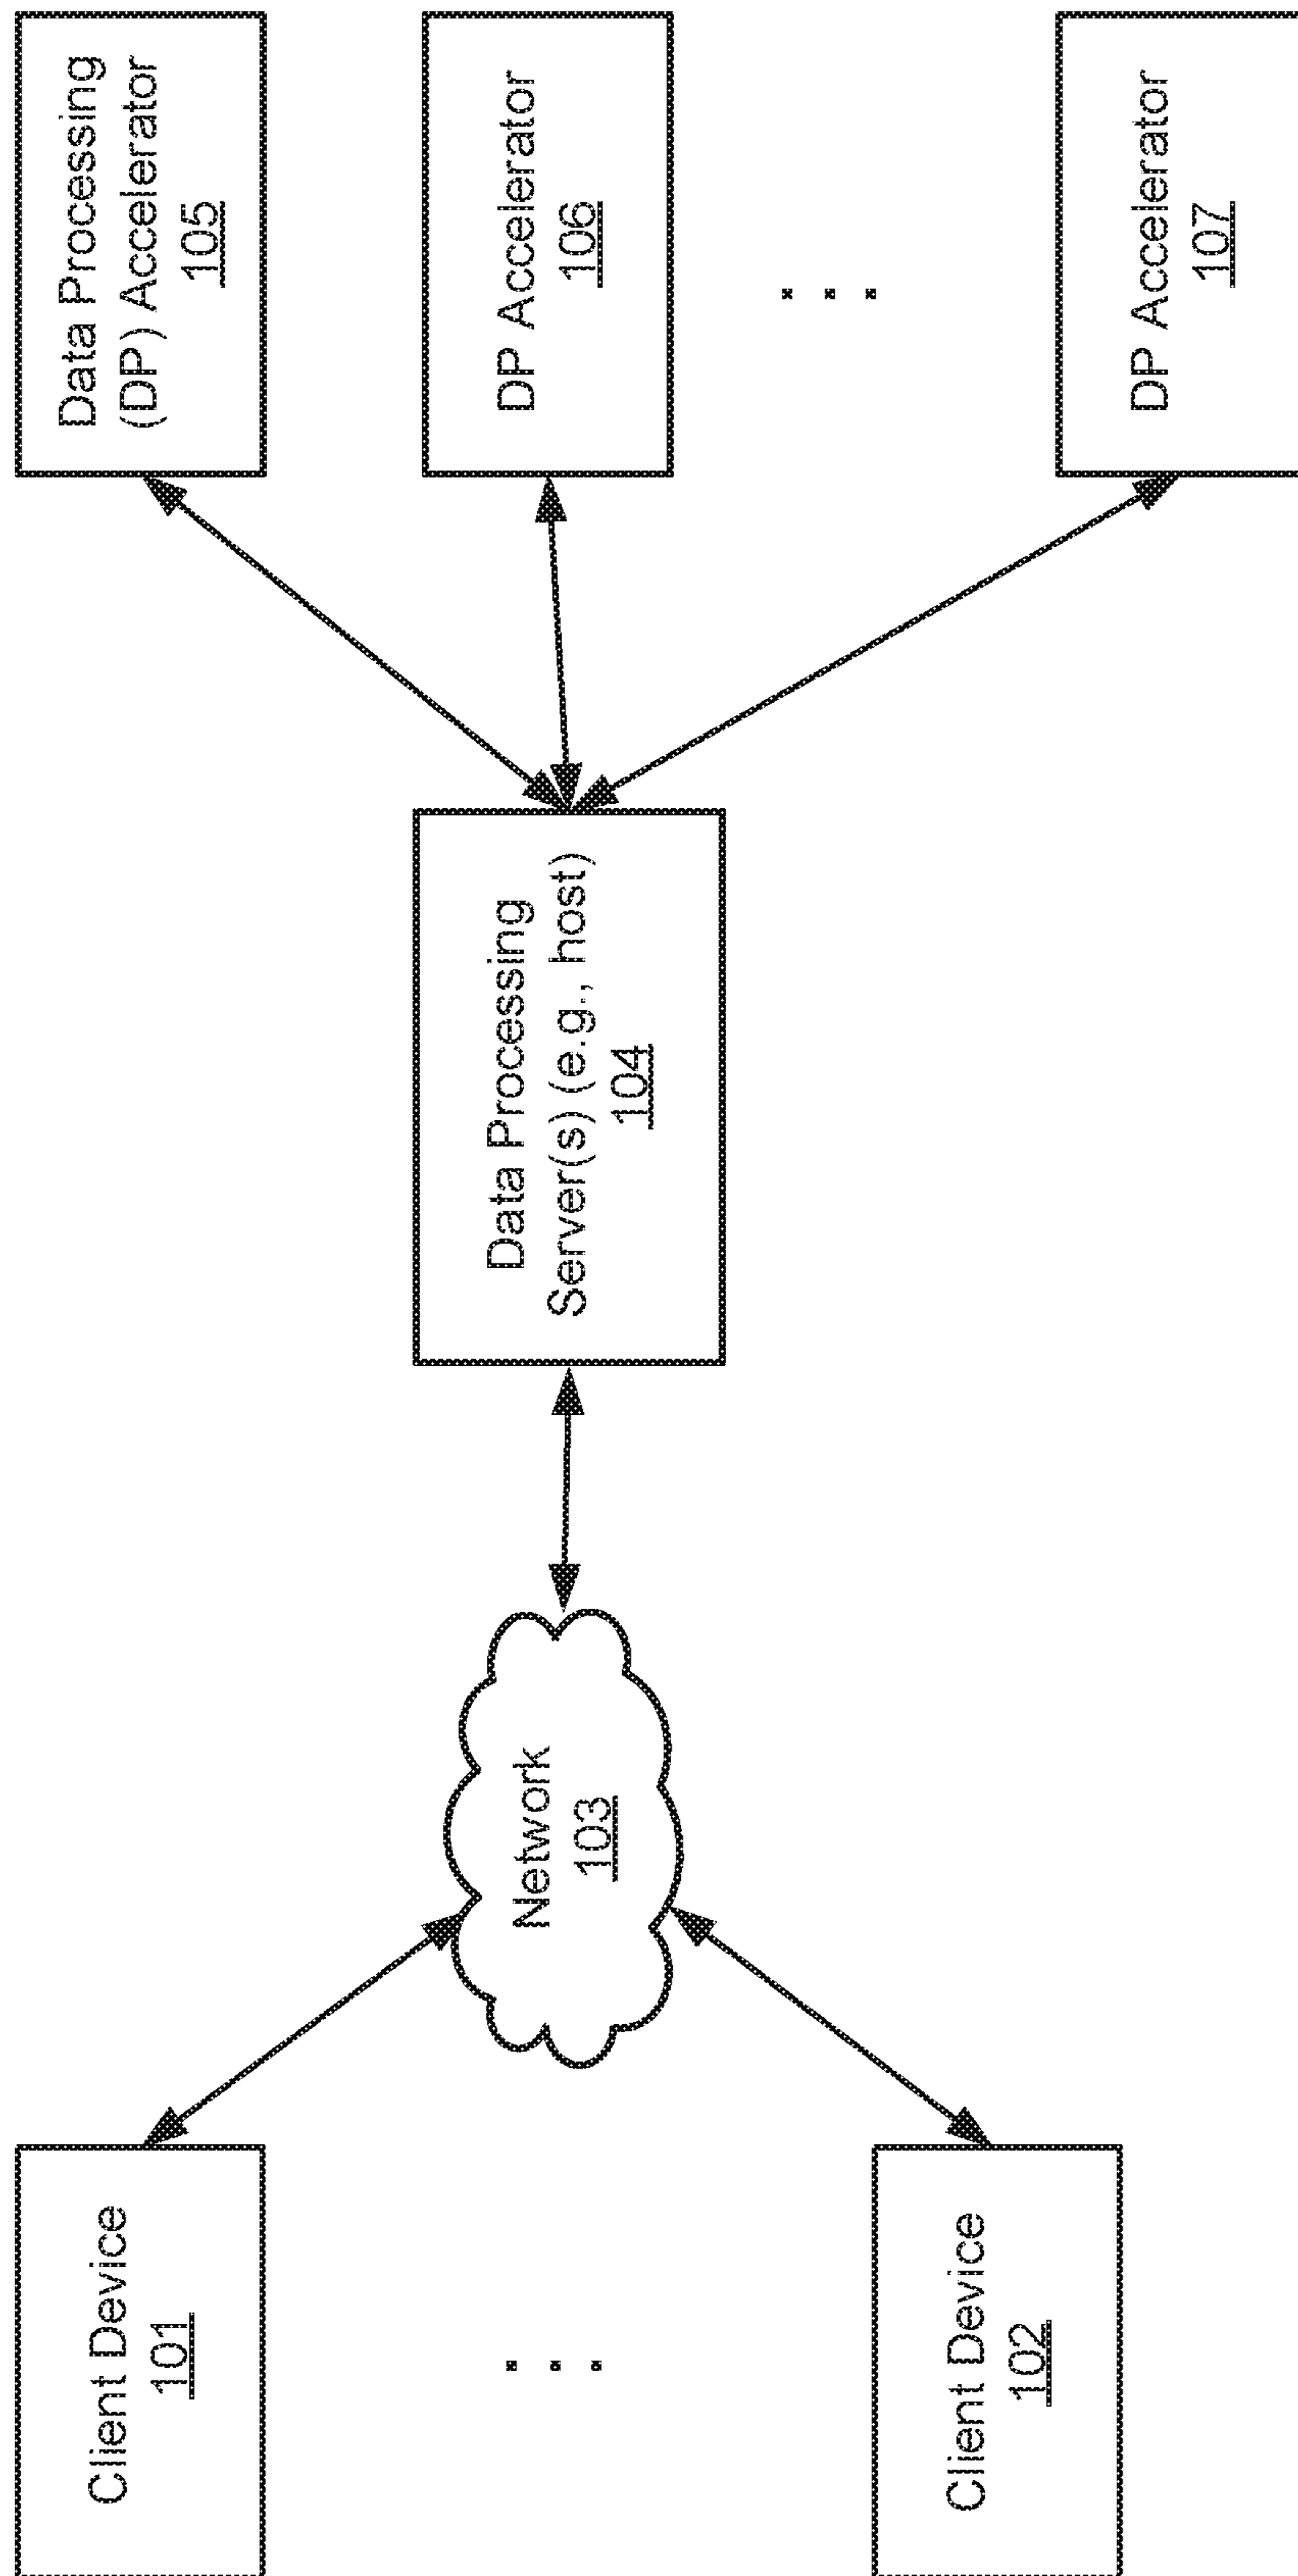 Client Device
101
Client Device
102
Network
103
Data Processing
Server(s) (e.g., host)
104
Data Processing
(DP) Accelerator
105
DP Accelerator
106
DP Accelerator
107